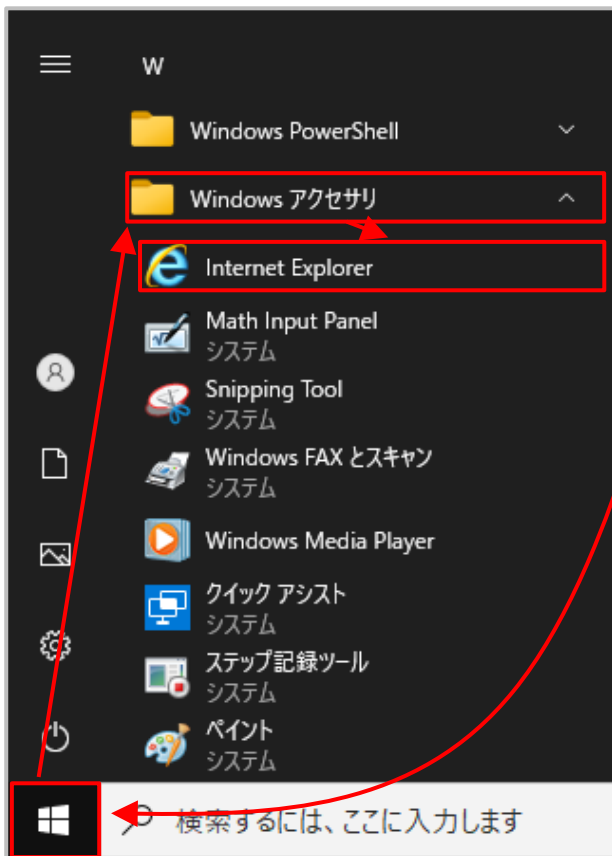 W
Windows PowerShell
Windows アクセサリ
Internet Explorer
Math Input Panel
システム
Snipping Tool
システム
Windows FAX とスキャン
システム
Windows Media Player
クイック アシスト
システム
ステップ記録ツール
システム
ペイント
システム
検索するには、ここに入力します